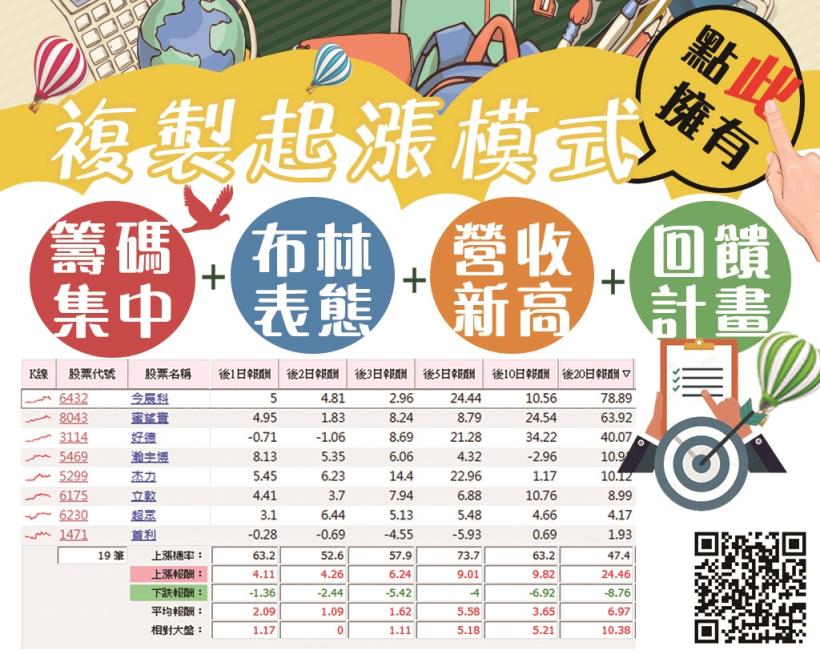 點此
擁有
複製起漲模式
籌碼
集中
+
布林
表態
+
營收
新高
+
回饋
計畫
K線 股票代號 股票名稱 後1日報酬 後2日報酬 後3日報酬 後5日報酬 後10日報酬 後20日報酬▽
6432 今展科 5 4.81 2.96 24.44 10.56 78.89
8043 蜜望實 4.95 1.83 8.24 8.79 24.54 63.92
3114 好德 -0.71 -1.06 8.69 21.28 34.22 40.07
5469 瀚宇博 8.13 5.35 6.06 4.32 -2.96
5299 杰力 5.45 6.23 14.4 22.96 1.17 10.12
6175 立敦 4.41 3.7 7.94 6.88 10.76 8.99
6230 超眾 3.1 6.44 5.13 5.48 4.66 4.17
1471 首利 -0.28 -0.69 -4.55 -5.93 0.69 1.93
19 筆 上漲機率： 63.2 52.6 57.9 73.7 63.2 47.4
上漲報酬： 4.11 4.26 6.24 9.01 9.82 24.46
下跌報酬： -1.36 -2.44 -5.42 -4 -6.92 -8.76
平均報酬： 2.09 1.09 1.62 5.58 3.65 6.97
相對大盤： 1.17 0 1.11 5.18 5.21 10.38